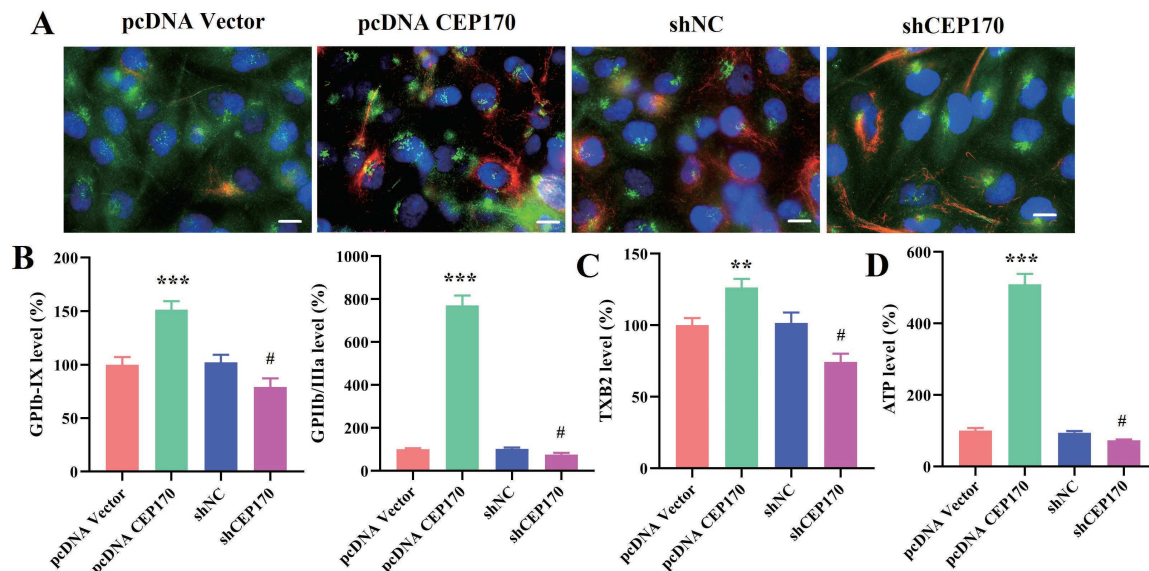 A
pcDNA Vector
pcDNA CEP170
shNC
shCEP170
B
GPIb-IX level (%)
200
150
100
50
0
***
#
pcDNA Vector
pcDNA CEP170
shNC
shCEP170
GPIIb/IIIa level (%)
1000
800
600
400
200
0
***
#
pcDNA Vector
pcDNA CEP170
shNC
shCEP170
C
TXB2 level (%)
150
100
50
0
**
#
pcDNA Vector
pcDNA CEP170
shNC
shCEP170
D
ATP level (%)
600
400
200
0
***
#
pcDNA Vector
pcDNA CEP170
shNC
shCEP170